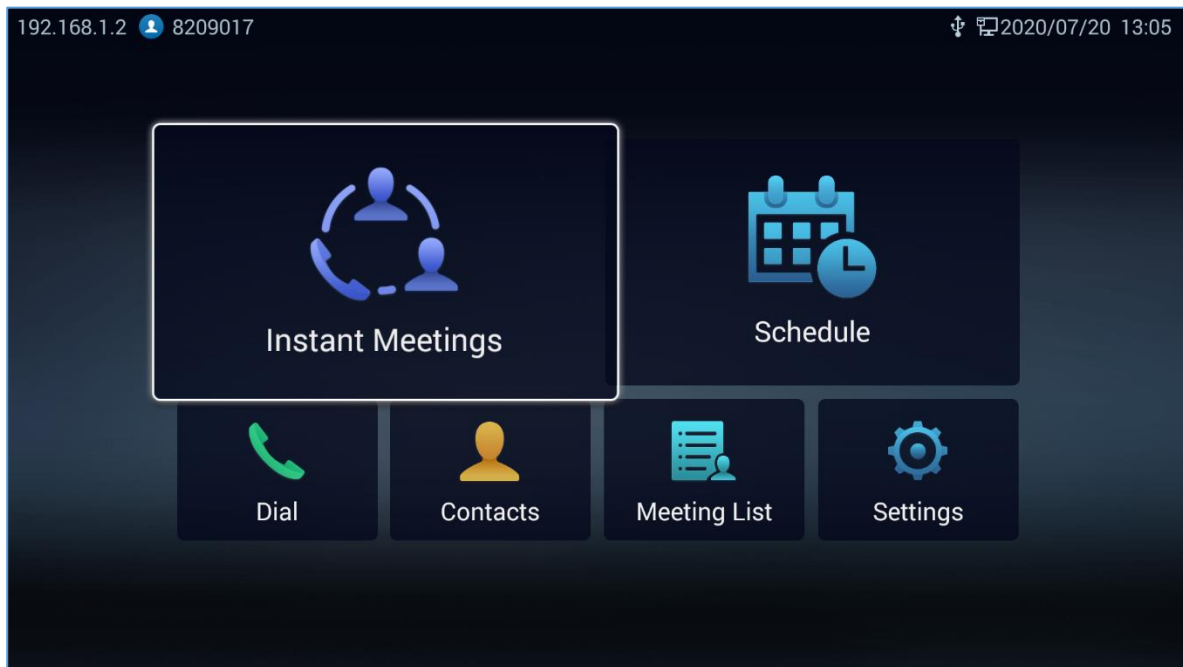 192.168.1.2 8209017 2020/07/20 13:05
Instant Meetings
Schedule
Dial Contacts Meeting List Settings